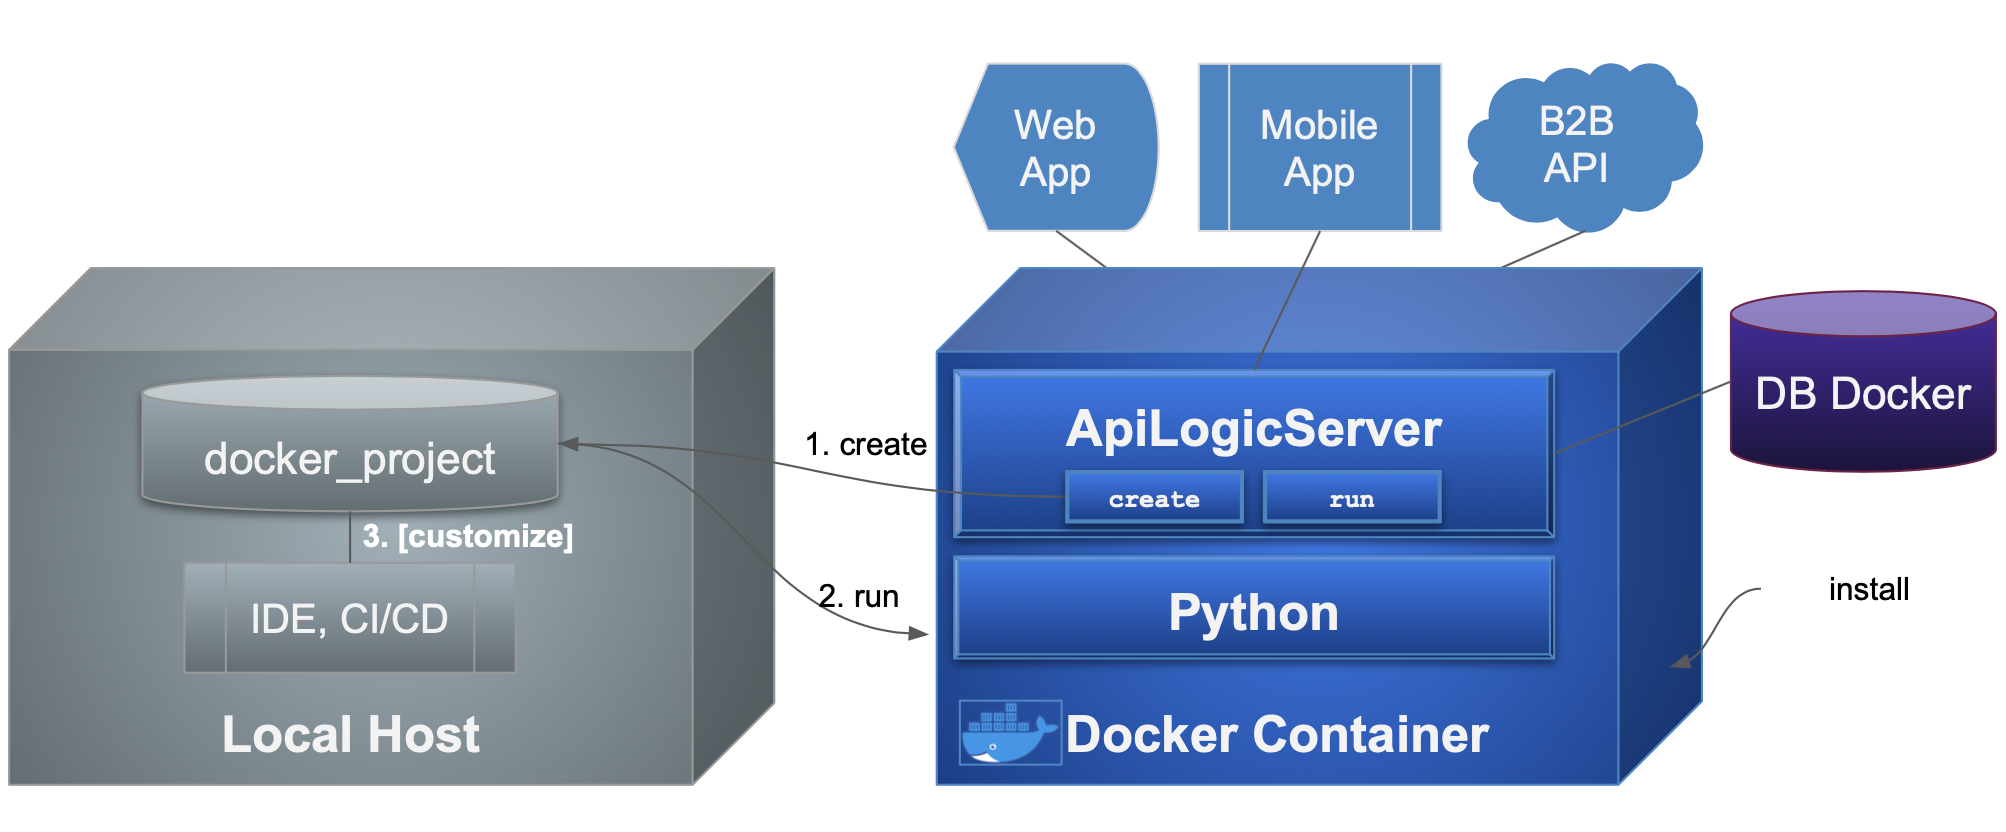 Web
App
Mobile
App
B2B
API
DB Docker
docker_project
3. [customize]
IDE, CI/CD
Local Host
1. create
2. run
ApiLogicServer
create
run
Python
Docker Container
install